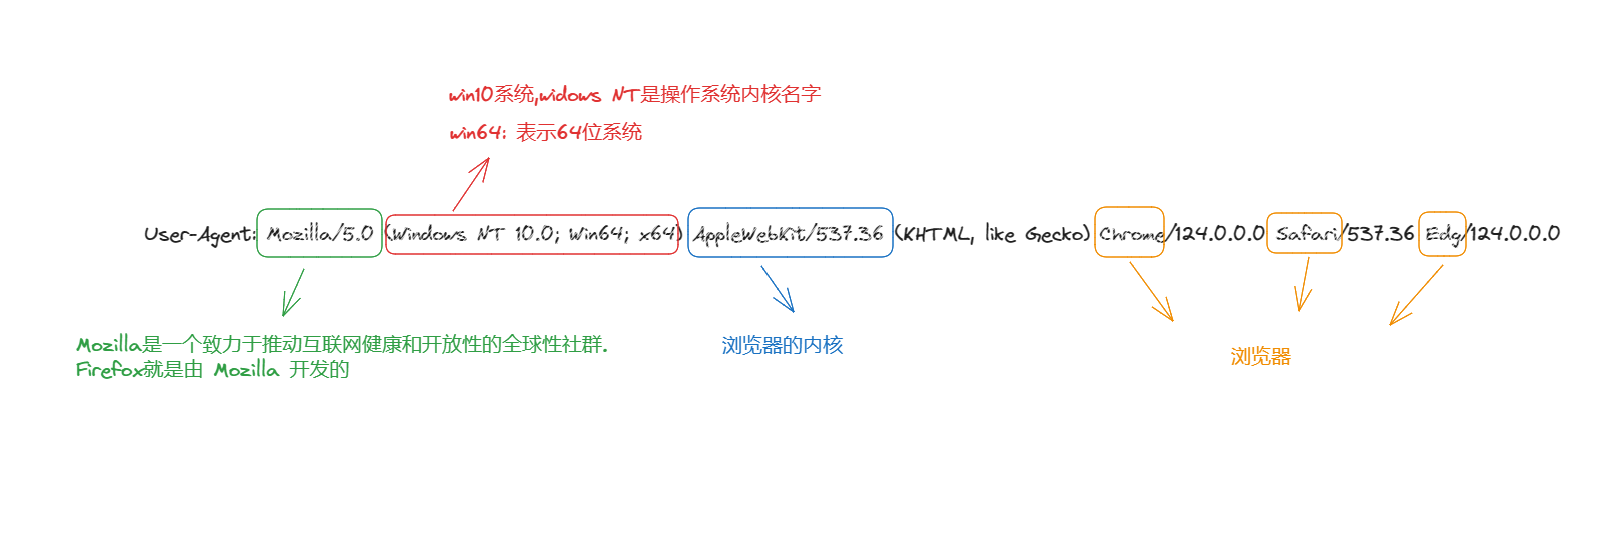 win10系统,widows NT是操作系统内核名字
win64: 表示64位系统
User-Agent: Mozilla/5.0 (Windows NT 10.0; Win64; x64) AppleWebKit/537.36 (KHTML, like Gecko) Chrome/124.0.0.0 Safari/537.36 Edg/124.0.0.0
Mozilla是一个致力于推动互联网健康和开放性的全球性社群.
Firefox就是由 Mozilla 开发的
浏览器的内核
浏览器